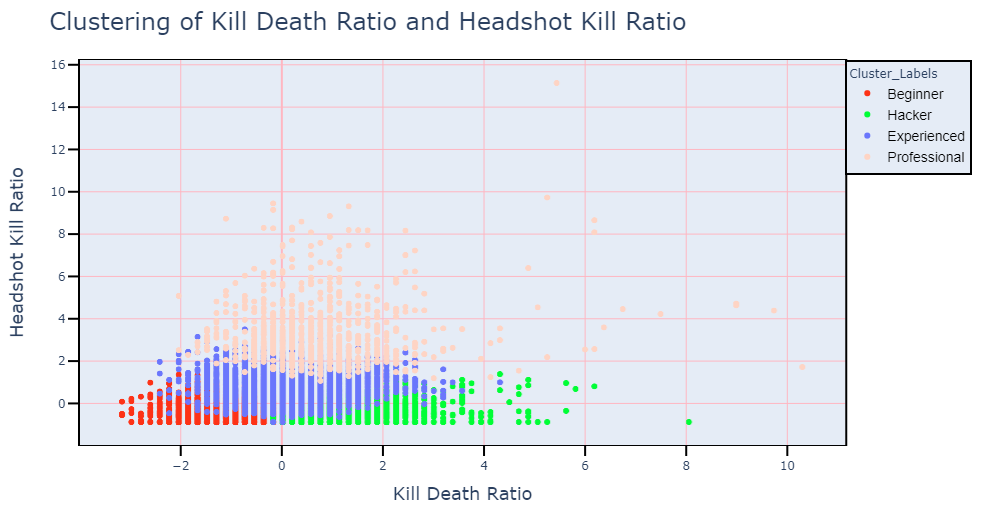 Clustering of Kill Death Ratio and Headshot Kill Ratio
Headshot Kill Ratio
16
14
12
10
8
6
4
2
0
−2
0
2
4
6
8
10
Kill Death Ratio
Cluster_Labels
Beginner
Hacker
Experienced
Professional